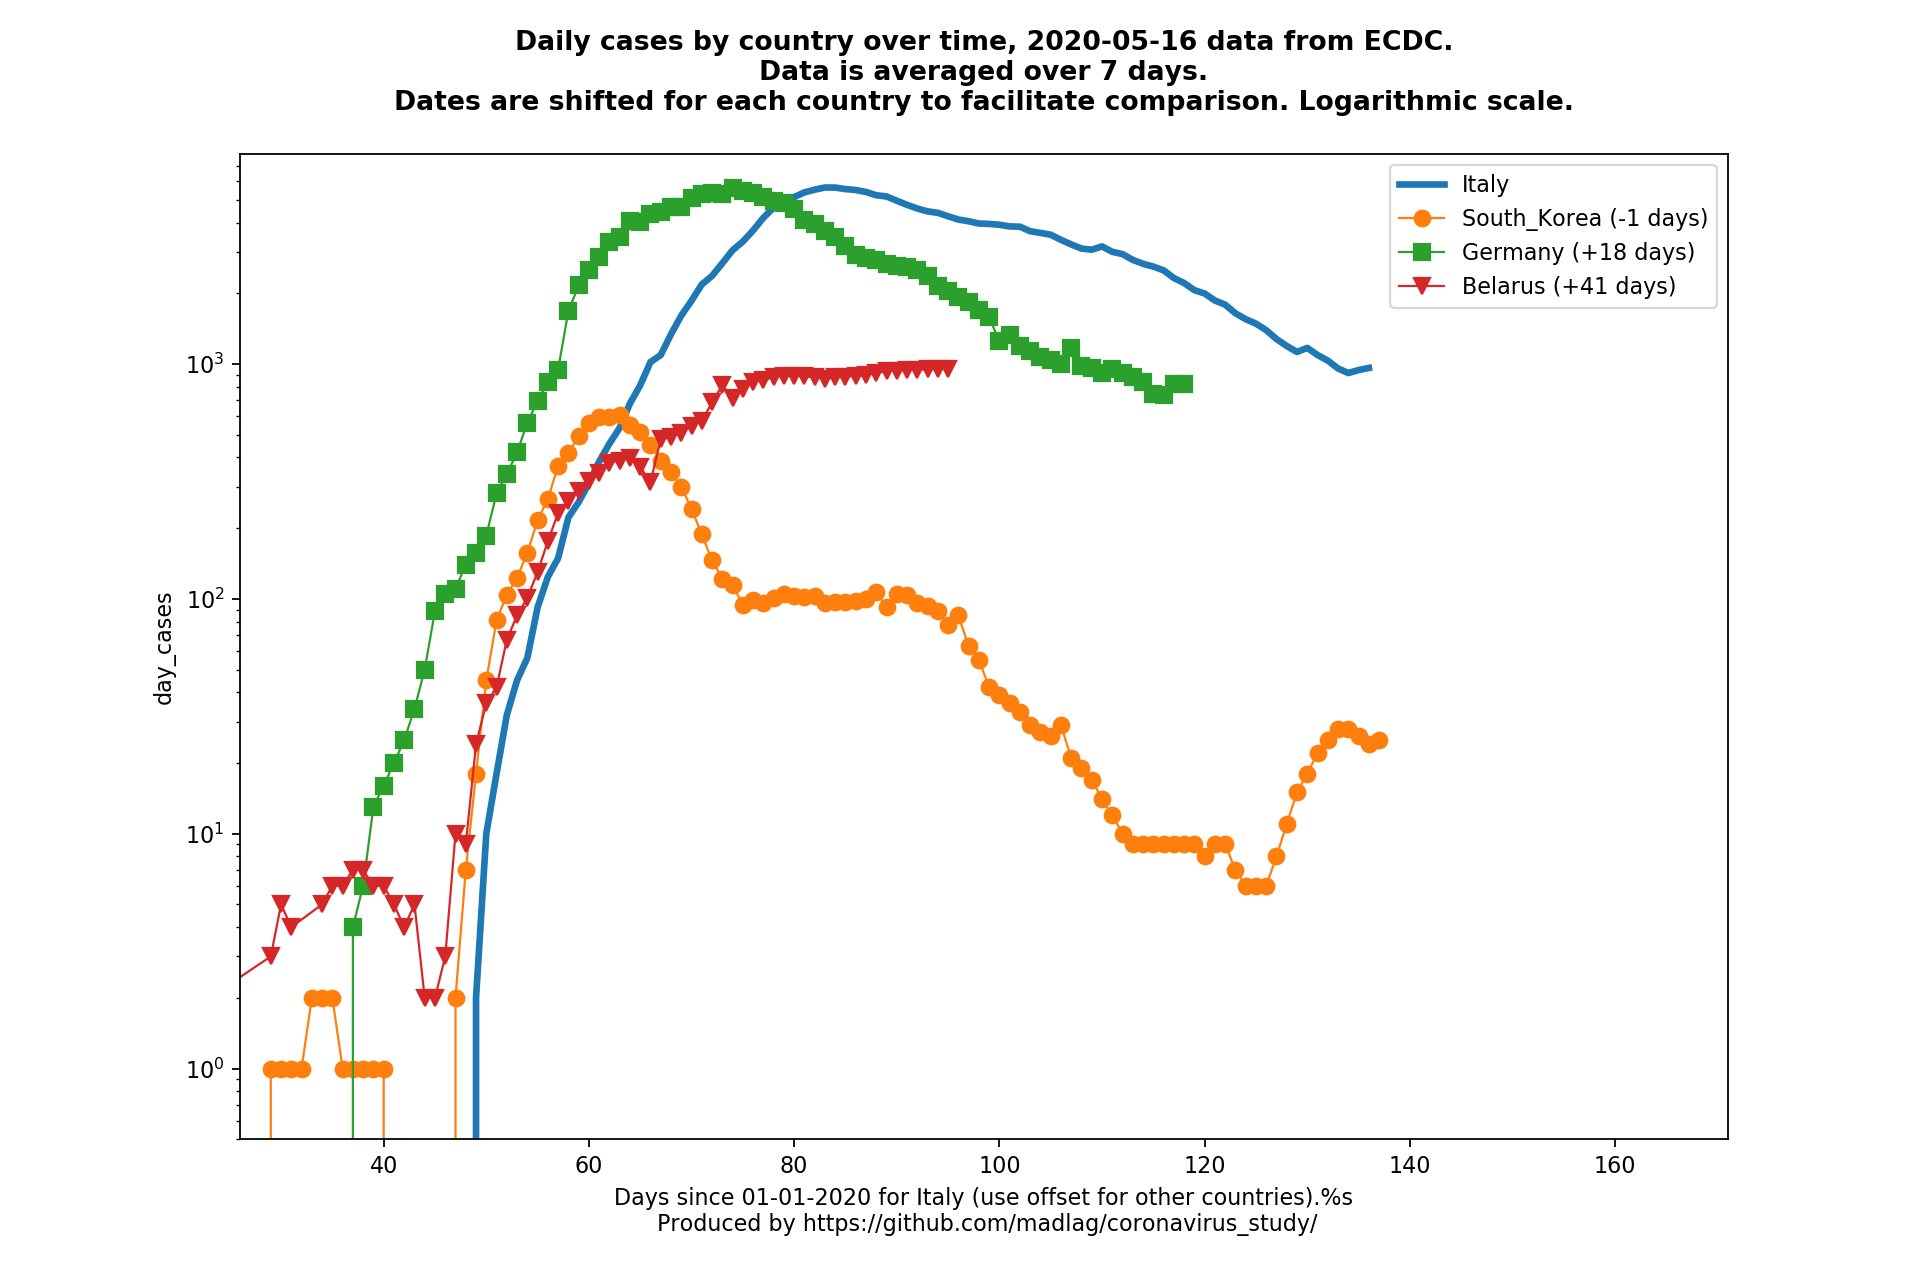 Daily cases by country over time, 2020-05-16 data from ECDC.
Data is averaged over 7 days.
Dates are shifted for each country to facilitate comparison. Logarithmic scale.
Italy
South_Korea (-1 days)
Germany (+18 days)
Belarus (+41 days)
day_cases
10³
10²
10¹
10⁰
40 60 80 100 120 140 160
Days since 01-01-2020 for Italy (use offset for other countries).%s
Produced by https://github.com/madlag/coronavirus_study/